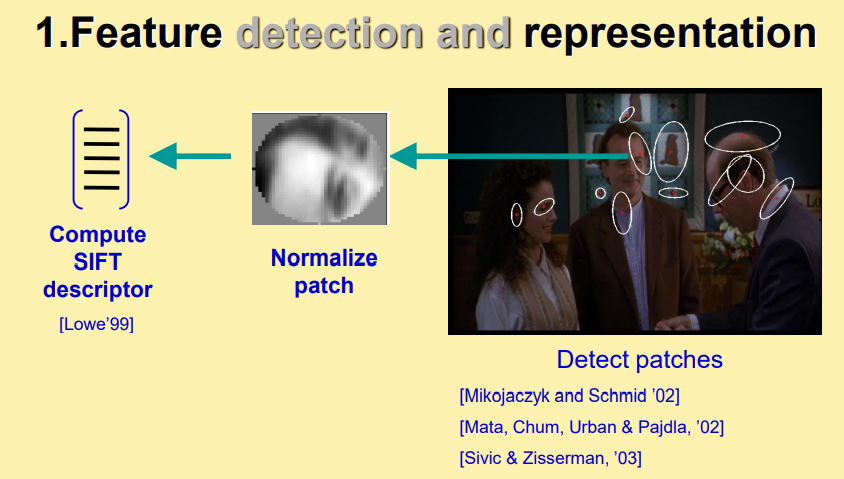 1.Feature detection and representation
Compute
SIFT
descriptor
[Lowe'99]
Normalize
patch
Detect patches
[Mikojaczyk and Schmid '02]
[Mata, Chum, Urban & Pajdla, '02]
[Sivic & Zisserman, '03]